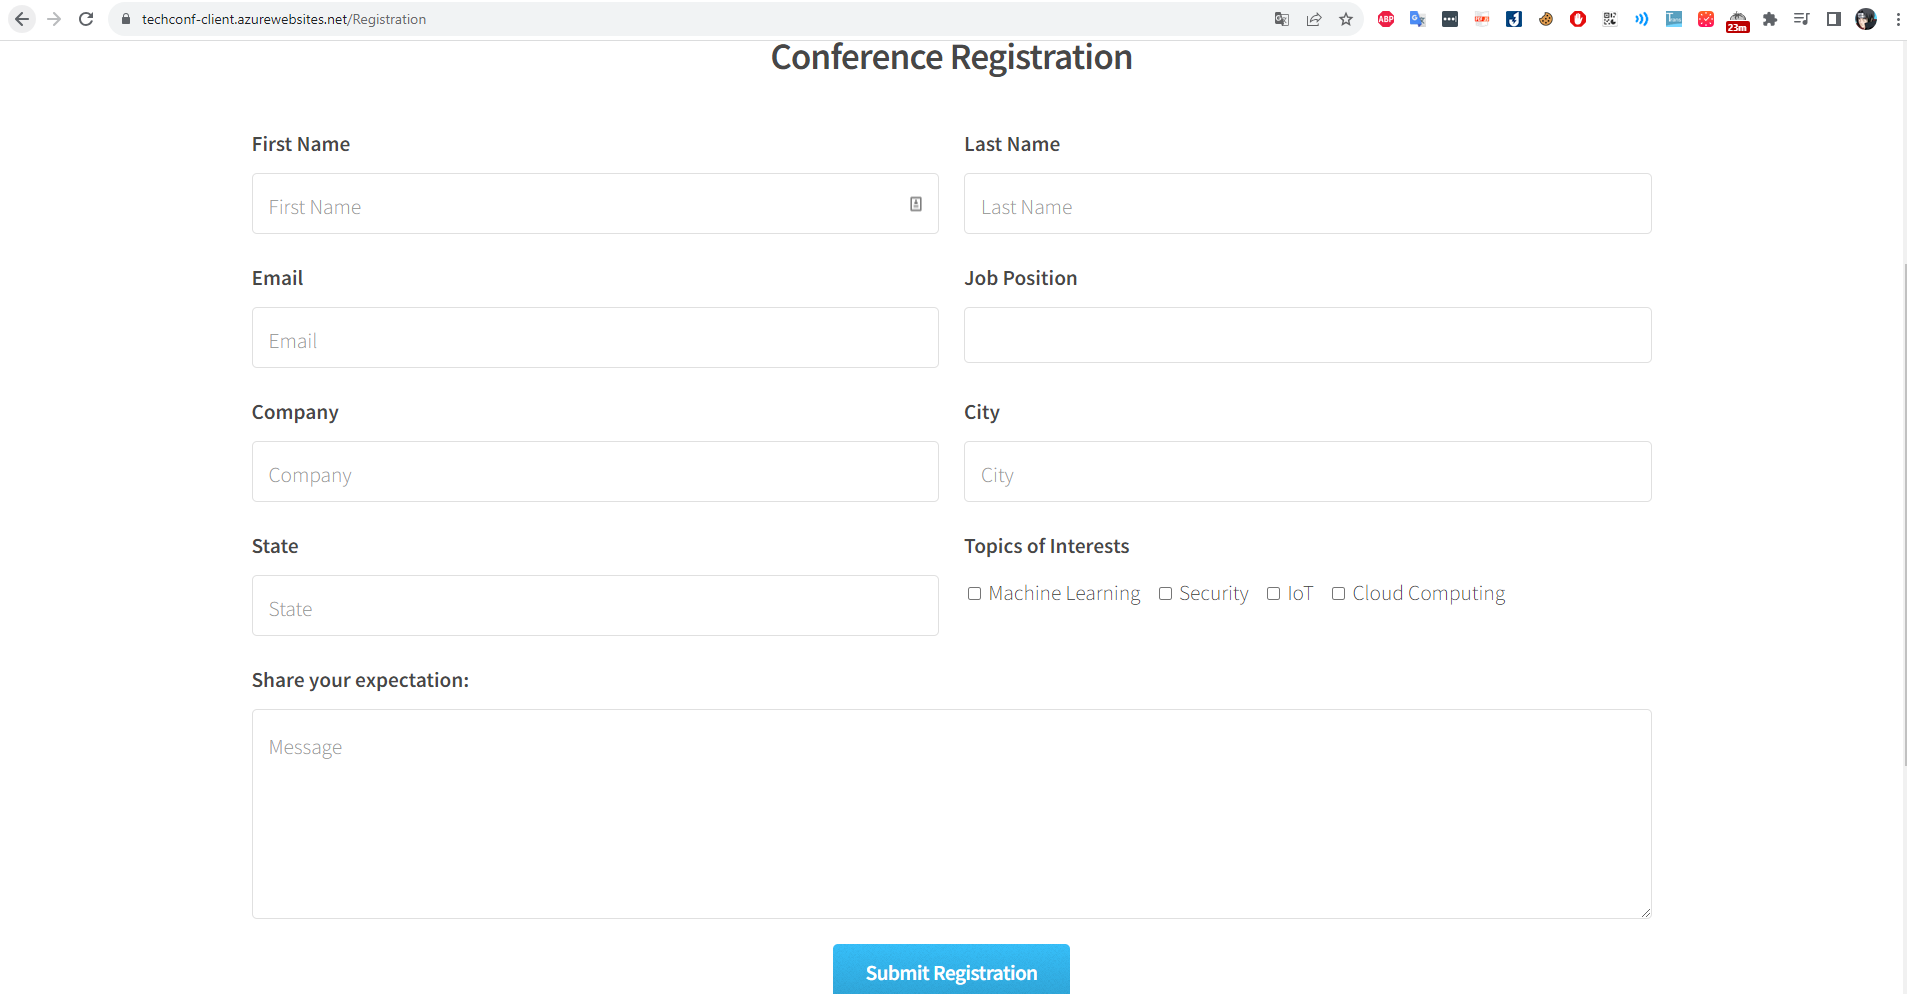 techconf-client.azurewebsites.net/Registration
ABP
23m
Conference Registration
First Name
Last Name
First Name
Last Name
Email
Job Position
Email
Company
City
Company
City
State
Topics of Interests
State
Machine Learning Security IoT Cloud Computing
Share your expectation:
Message
Submit Registration